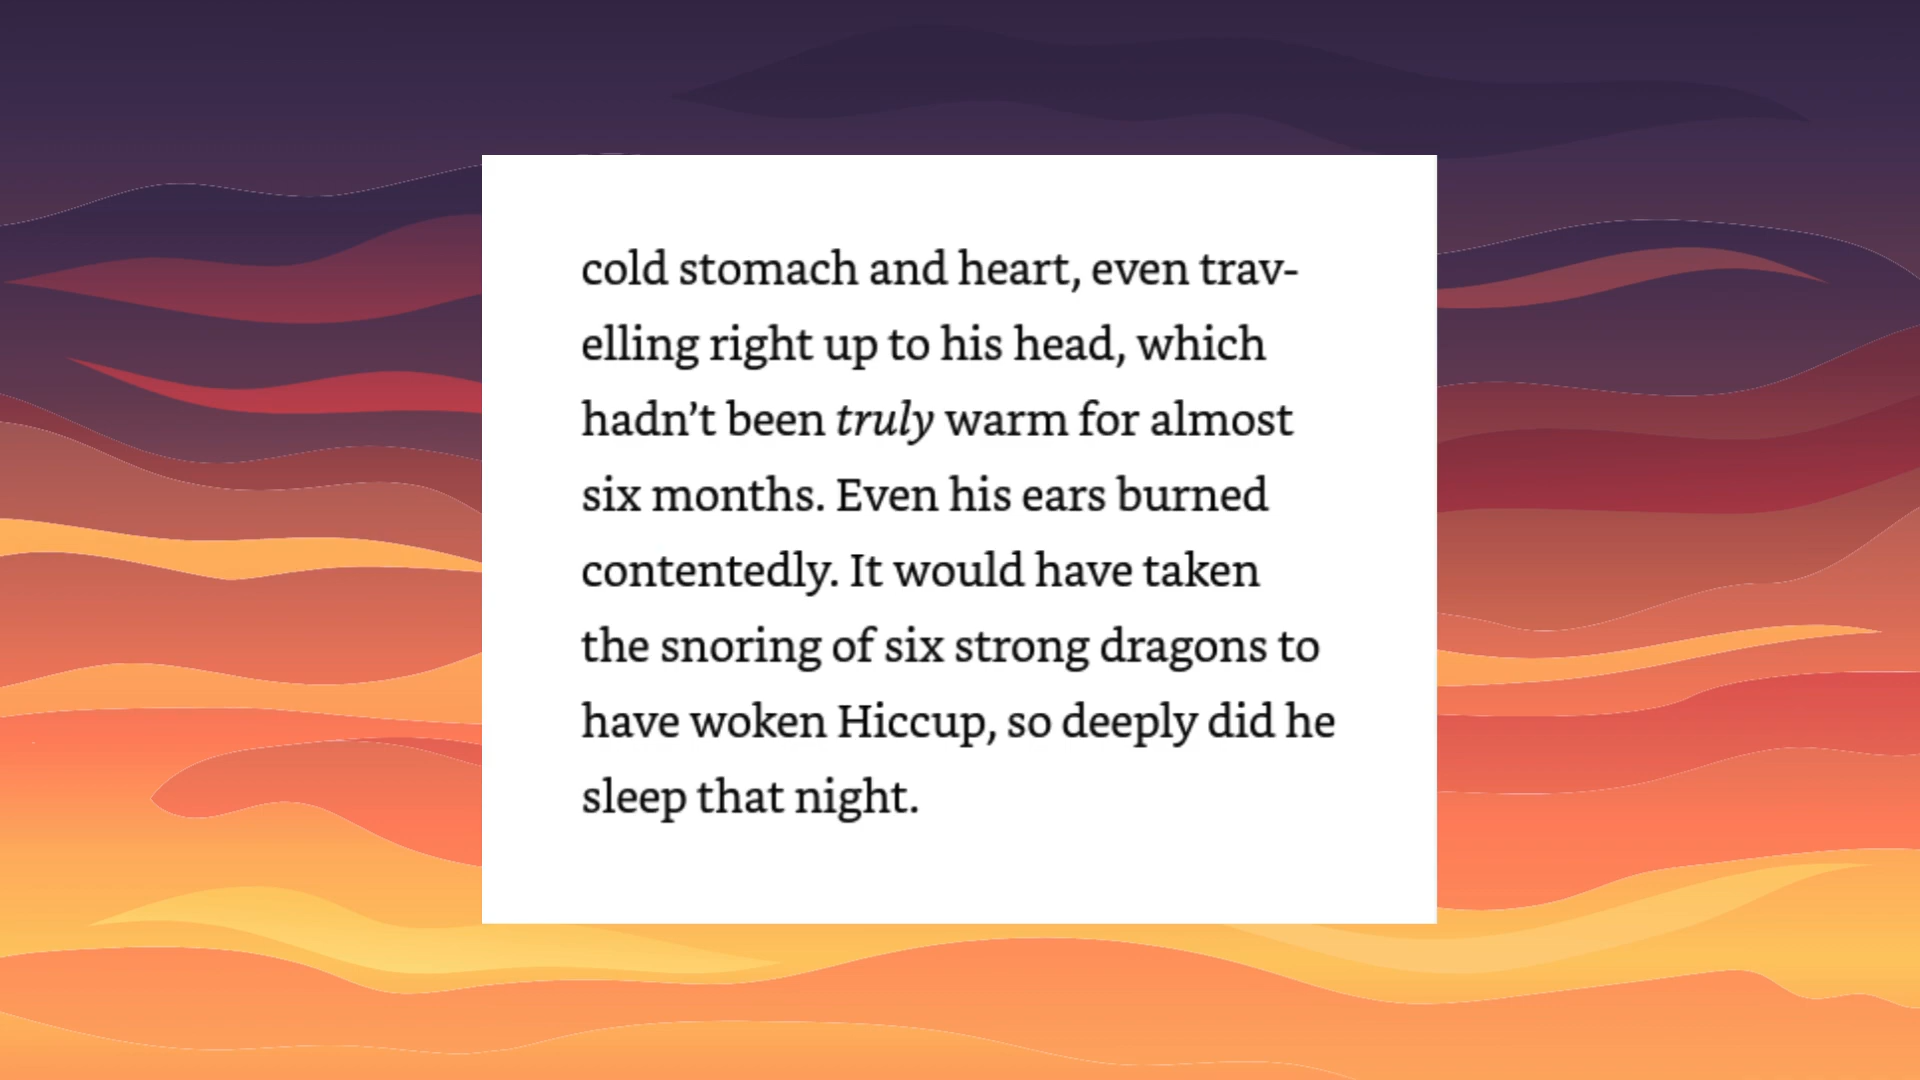 cold stomach and heart, even trav-
elling right up to his head, which
hadn’t been truly warm for almost
six months. Even his ears burned
contentedly. It would have taken
the snoring of six strong dragons to
have woken Hiccup, so deeply did he
sleep that night.